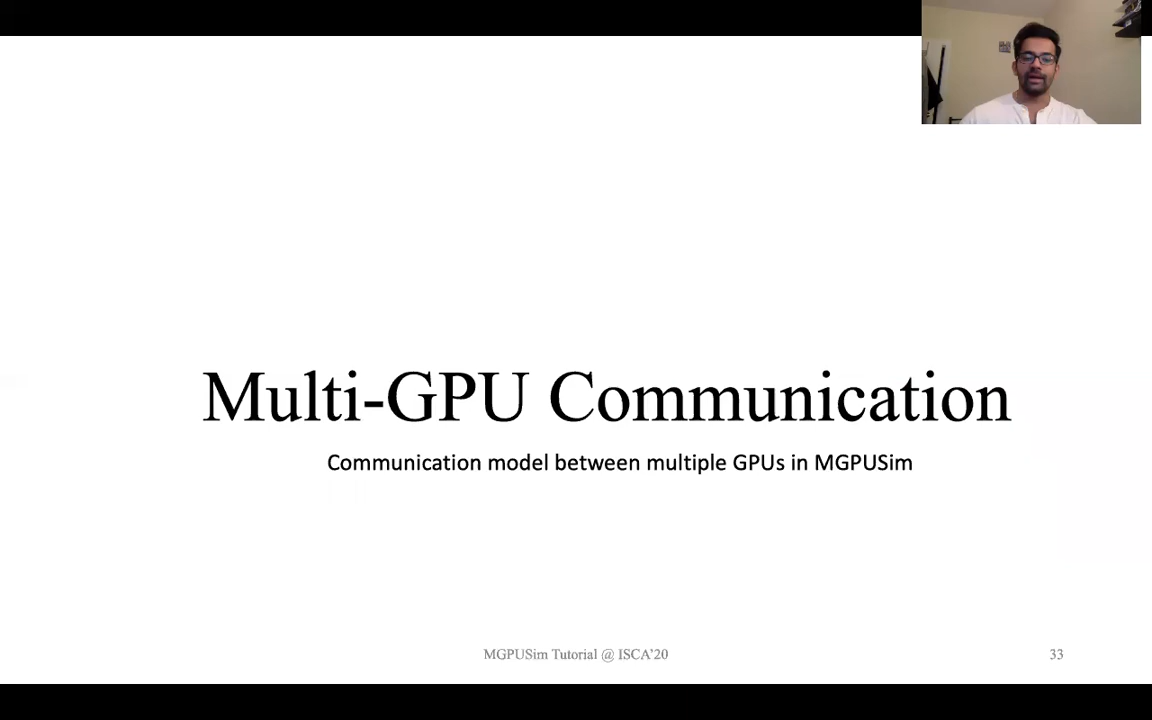 Multi-GPU Communication
Communication model between multiple GPUs in MGPUSim
MGPUSim Tutorial @ ISCA'20
33